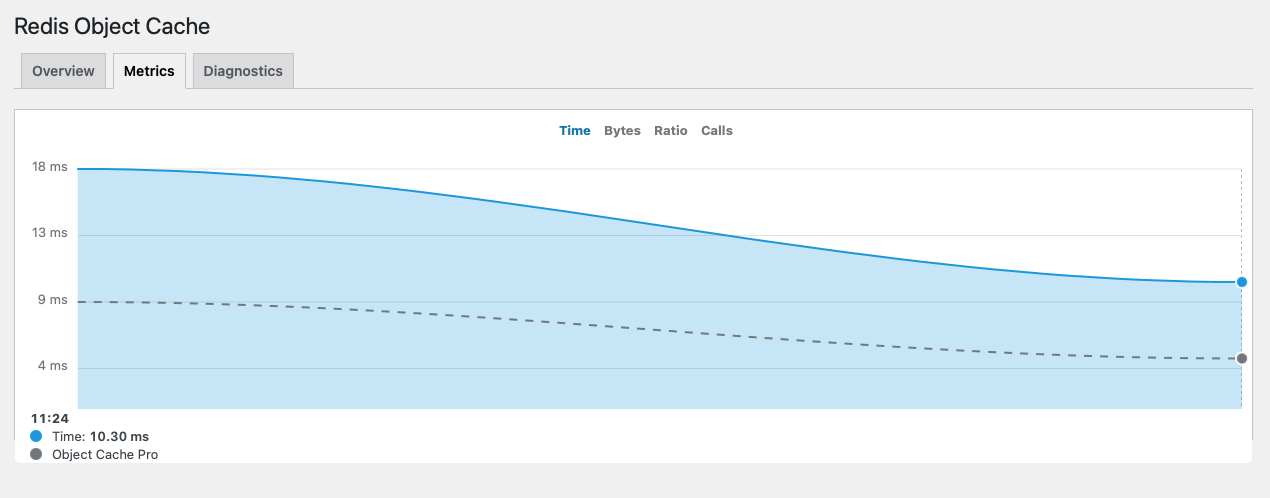 Redis Object Cache
Overview Metrics Diagnostics
Time Bytes Ratio Calls
18 ms
13 ms
9 ms
4 ms
11:24
Time: 10.30 ms
Object Cache Pro